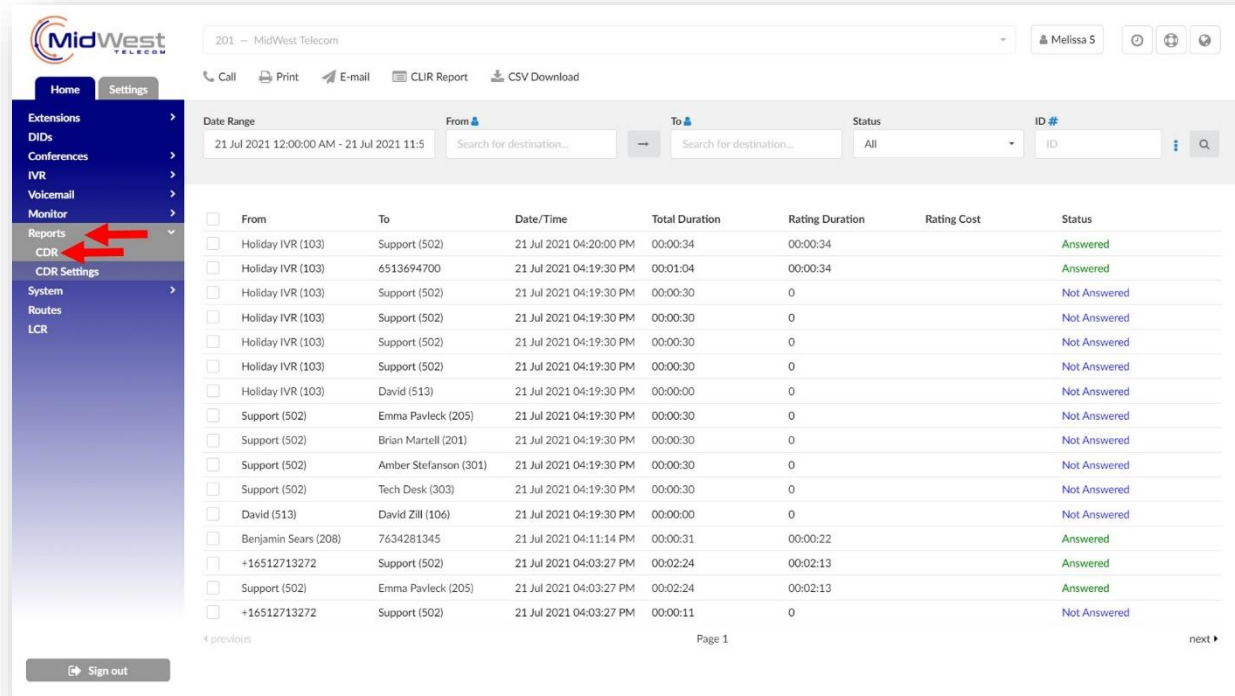 MidWest
TELECOM
201 — MidWest Telecom
Melissa S
Call Print E-mail CLIR Report CSV Download
Home Settings
Extensions
DIDs
Conferences
IVR
Voicemail
Monitor
Reports
CDR
CDR Settings
System
Routes
LCR
Sign out
Date Range From To Status ID #
21 Jul 2021 12:00:00 AM - 21 Jul 2021 11:5 Search for destination... Search for destination... All ID
From To Date/Time Total Duration Rating Duration Rating Cost Status
Holiday IVR (103) Support (502) 21 Jul 2021 04:20:00 PM 00:00:34 00:00:34 Answered
Holiday IVR (103) 6513694700 21 Jul 2021 04:19:30 PM 00:01:04 00:00:34 Answered
Holiday IVR (103) Support (502) 21 Jul 2021 04:19:30 PM 00:00:30 0 Not Answered
Holiday IVR (103) Support (502) 21 Jul 2021 04:19:30 PM 00:00:30 0 Not Answered
Holiday IVR (103) Support (502) 21 Jul 2021 04:19:30 PM 00:00:30 0 Not Answered
Holiday IVR (103) Support (502) 21 Jul 2021 04:19:30 PM 00:00:30 0 Not Answered
Holiday IVR (103) David (513) 21 Jul 2021 04:19:30 PM 00:00:00 0 Not Answered
Support (502) Emma Pavleck (205) 21 Jul 2021 04:19:30 PM 00:00:30 0 Not Answered
Support (502) Brian Martell (201) 21 Jul 2021 04:19:30 PM 00:00:30 0 Not Answered
Support (502) Amber Stefanson (301) 21 Jul 2021 04:19:30 PM 00:00:30 0 Not Answered
Support (502) Tech Desk (303) 21 Jul 2021 04:19:30 PM 00:00:30 0 Not Answered
David (513) David Zill (106) 21 Jul 2021 04:19:30 PM 00:00:00 0 Not Answered
Benjamin Sears (208) 7634281345 21 Jul 2021 04:11:14 PM 00:00:31 00:00:22 Answered
+16512713272 Support (502) 21 Jul 2021 04:03:27 PM 00:02:24 00:02:13 Answered
Support (502) Emma Pavleck (205) 21 Jul 2021 04:03:27 PM 00:02:24 00:02:13 Answered
+16512713272 Support (502) 21 Jul 2021 04:03:27 PM 00:00:11 0 Not Answered
previous Page 1 next